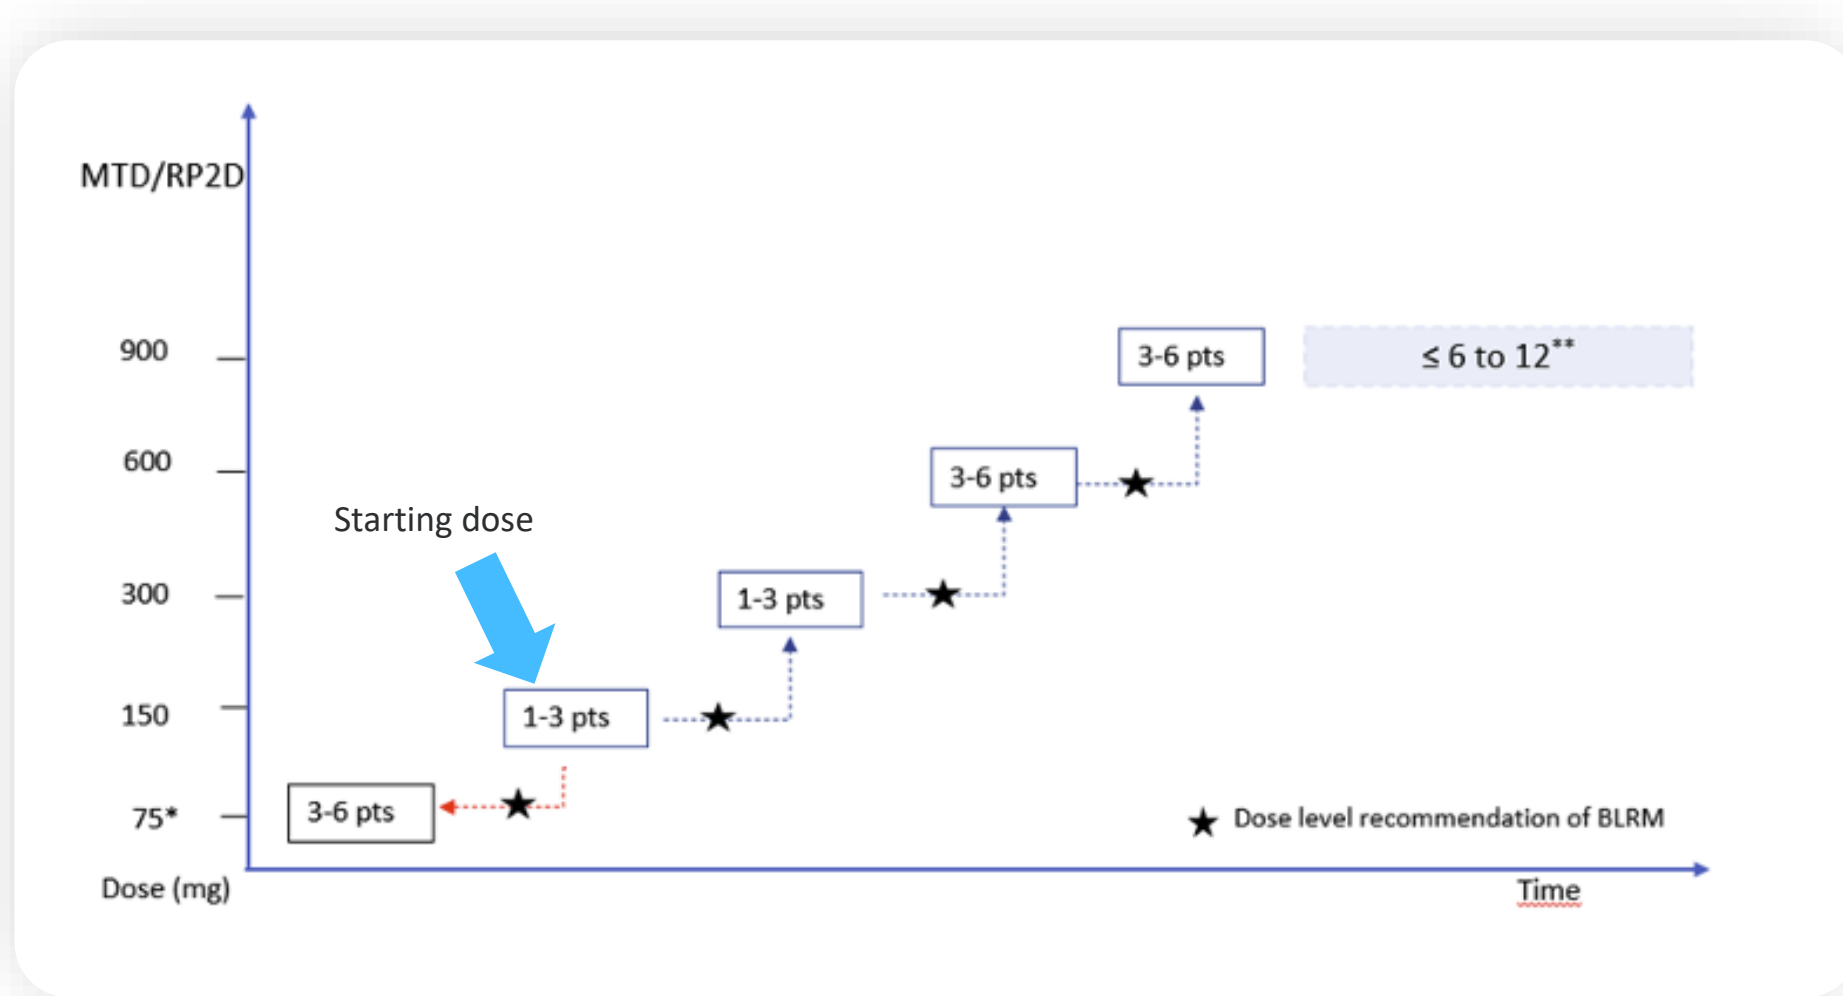 MTD/RP2D
900
3-6 pts
≤ 6 to 12**
600
3-6 pts
Starting dose
300
1-3 pts
150
1-3 pts
75*
3-6 pts
★ Dose level recommendation of BLRM
Dose (mg)
Time